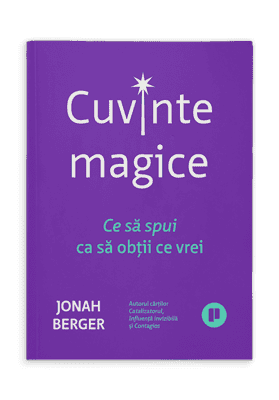 Cuvinte
magice
Ce să spui
ca să obții ce vrei
JONAH
BERGER
Autorul cărților
Catalizatorul,
Influență invizibilă
și Contagios